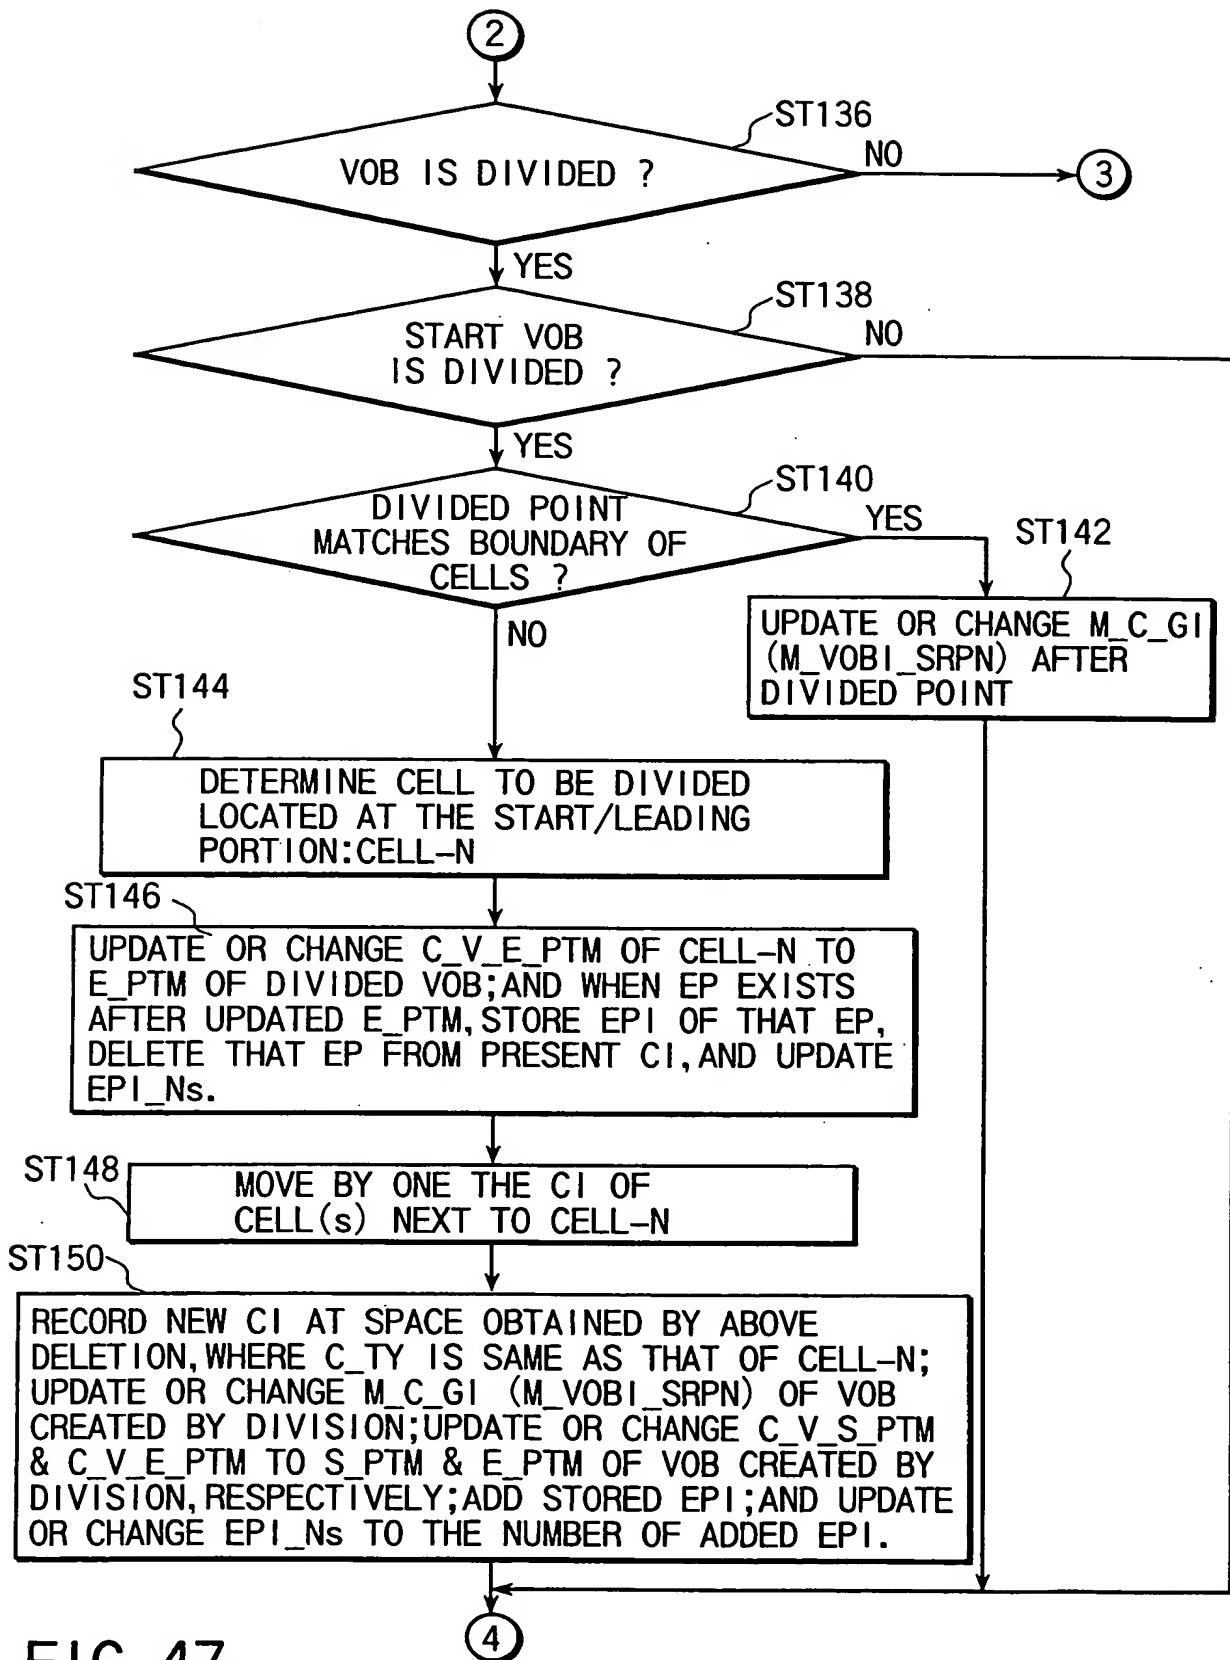 2
ST136
VOB IS DIVIDED ?
NO
3
YES
ST138
START VOB
IS DIVIDED ?
NO
YES
ST140
DIVIDED POINT
MATCHES BOUNDARY OF
CELLS ?
YES
ST142
NO
UPDATE OR CHANGE M_C_GI
(M_VOBI_SRPN) AFTER
DIVIDED POINT
ST144
DETERMINE CELL TO BE DIVIDED
LOCATED AT THE START/LEADING
PORTION:CELL-N
ST146
UPDATE OR CHANGE C_V_E_PTM OF CELL-N TO
E_PTM OF DIVIDED VOB;AND WHEN EP EXISTS
AFTER UPDATED E_PTM,STORE EPI OF THAT EP,
DELETE THAT EP FROM PRESENT CI,AND UPDATE
EPI_Ns.
ST148
MOVE BY ONE THE CI OF
CELL(s) NEXT TO CELL-N
ST150
RECORD NEW CI AT SPACE OBTAINED BY ABOVE
DELETION,WHERE C_TY IS SAME AS THAT OF CELL-N;
UPDATE OR CHANGE M_C_GI (M_VOBI_SRPN) OF VOB
CREATED BY DIVISION;UPDATE OR CHANGE C_V_S_PTM
& C_V_E_PTM TO S_PTM & E_PTM OF VOB CREATED BY
DIVISION,RESPECTIVELY;ADD STORED EPI;AND UPDATE
OR CHANGE EPI_Ns TO THE NUMBER OF ADDED EPI.
4
FIG. 47